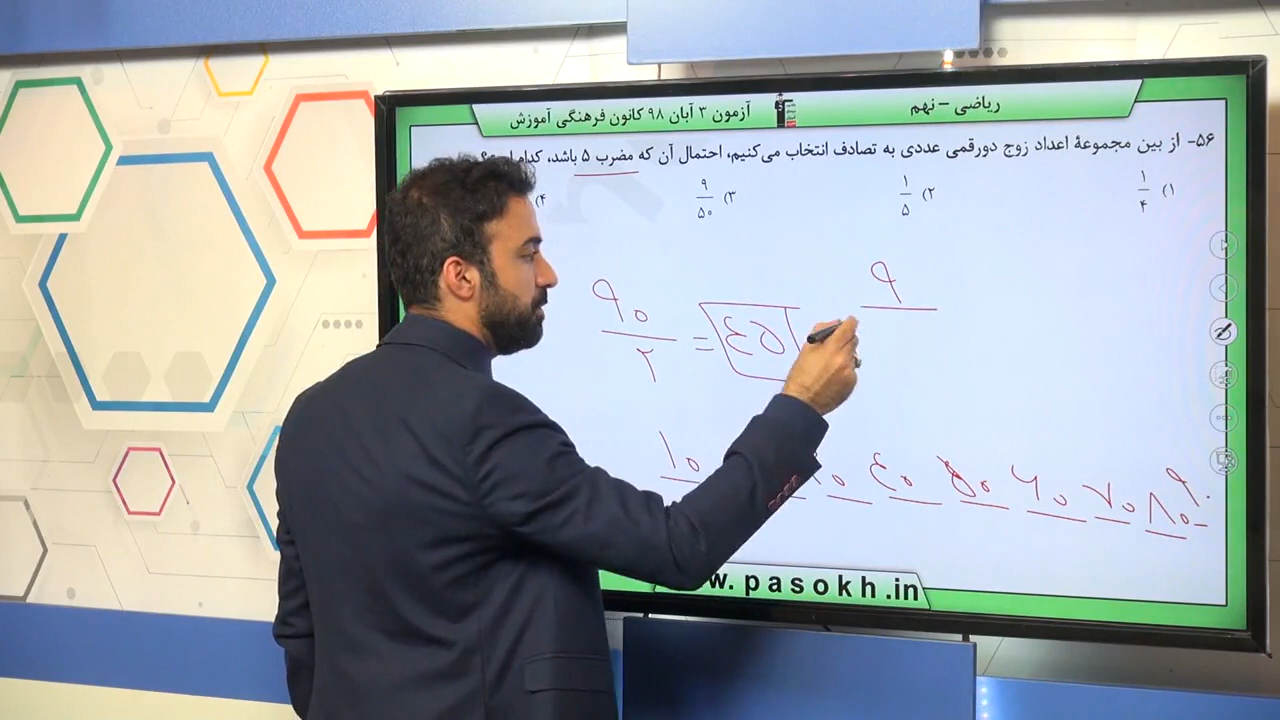 ریاضی – نهم
آزمون ۳ آبان ۹۸ کانون فرهنگی آموزش
۵۶- از بین مجموعهٔ اعداد زوج دورقمی عددی به تصادف انتخاب می‌کنیم، احتمال آن که مضرب ۵ باشد،
۱) ۱/۴
۲) ۱/۵
۳) ۹/۵۰
۴)
۹۰/۲ = ۴۵
۹
۱۰ ۴۰ ۵۰ ۶۰ ۷۰ ۸۰ ۹۰
w.pasokh.in